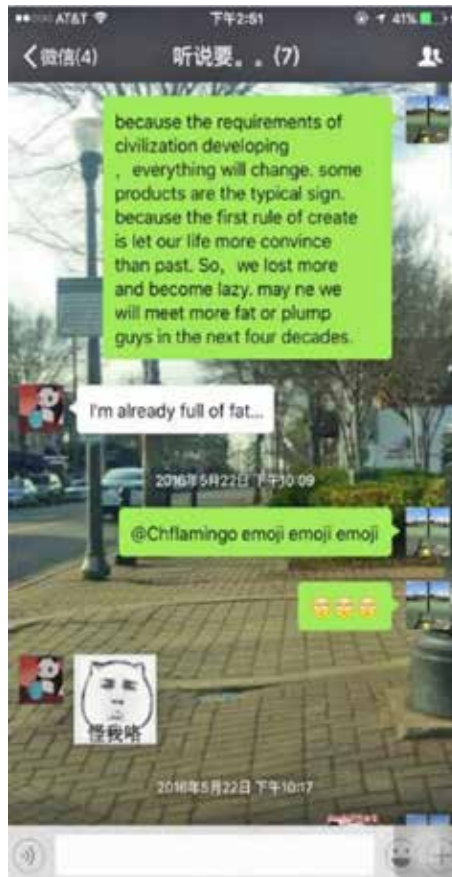 AT&T 下午2:51 41%
微信(4) 听说要。。(7)
because the requirements of
civilization developing
， everything will change. some
products are the typical sign.
because the first rule of create
is let our life more convince
than past. So，we lost more
and become lazy. may ne we
will meet more fat or plump
guys in the next four decades.
I'm already full of fat...
2016年5月22日 下午10:09
@Chflamingo emoji emoji emoji
怪我咯
2016年5月22日 下午10:17